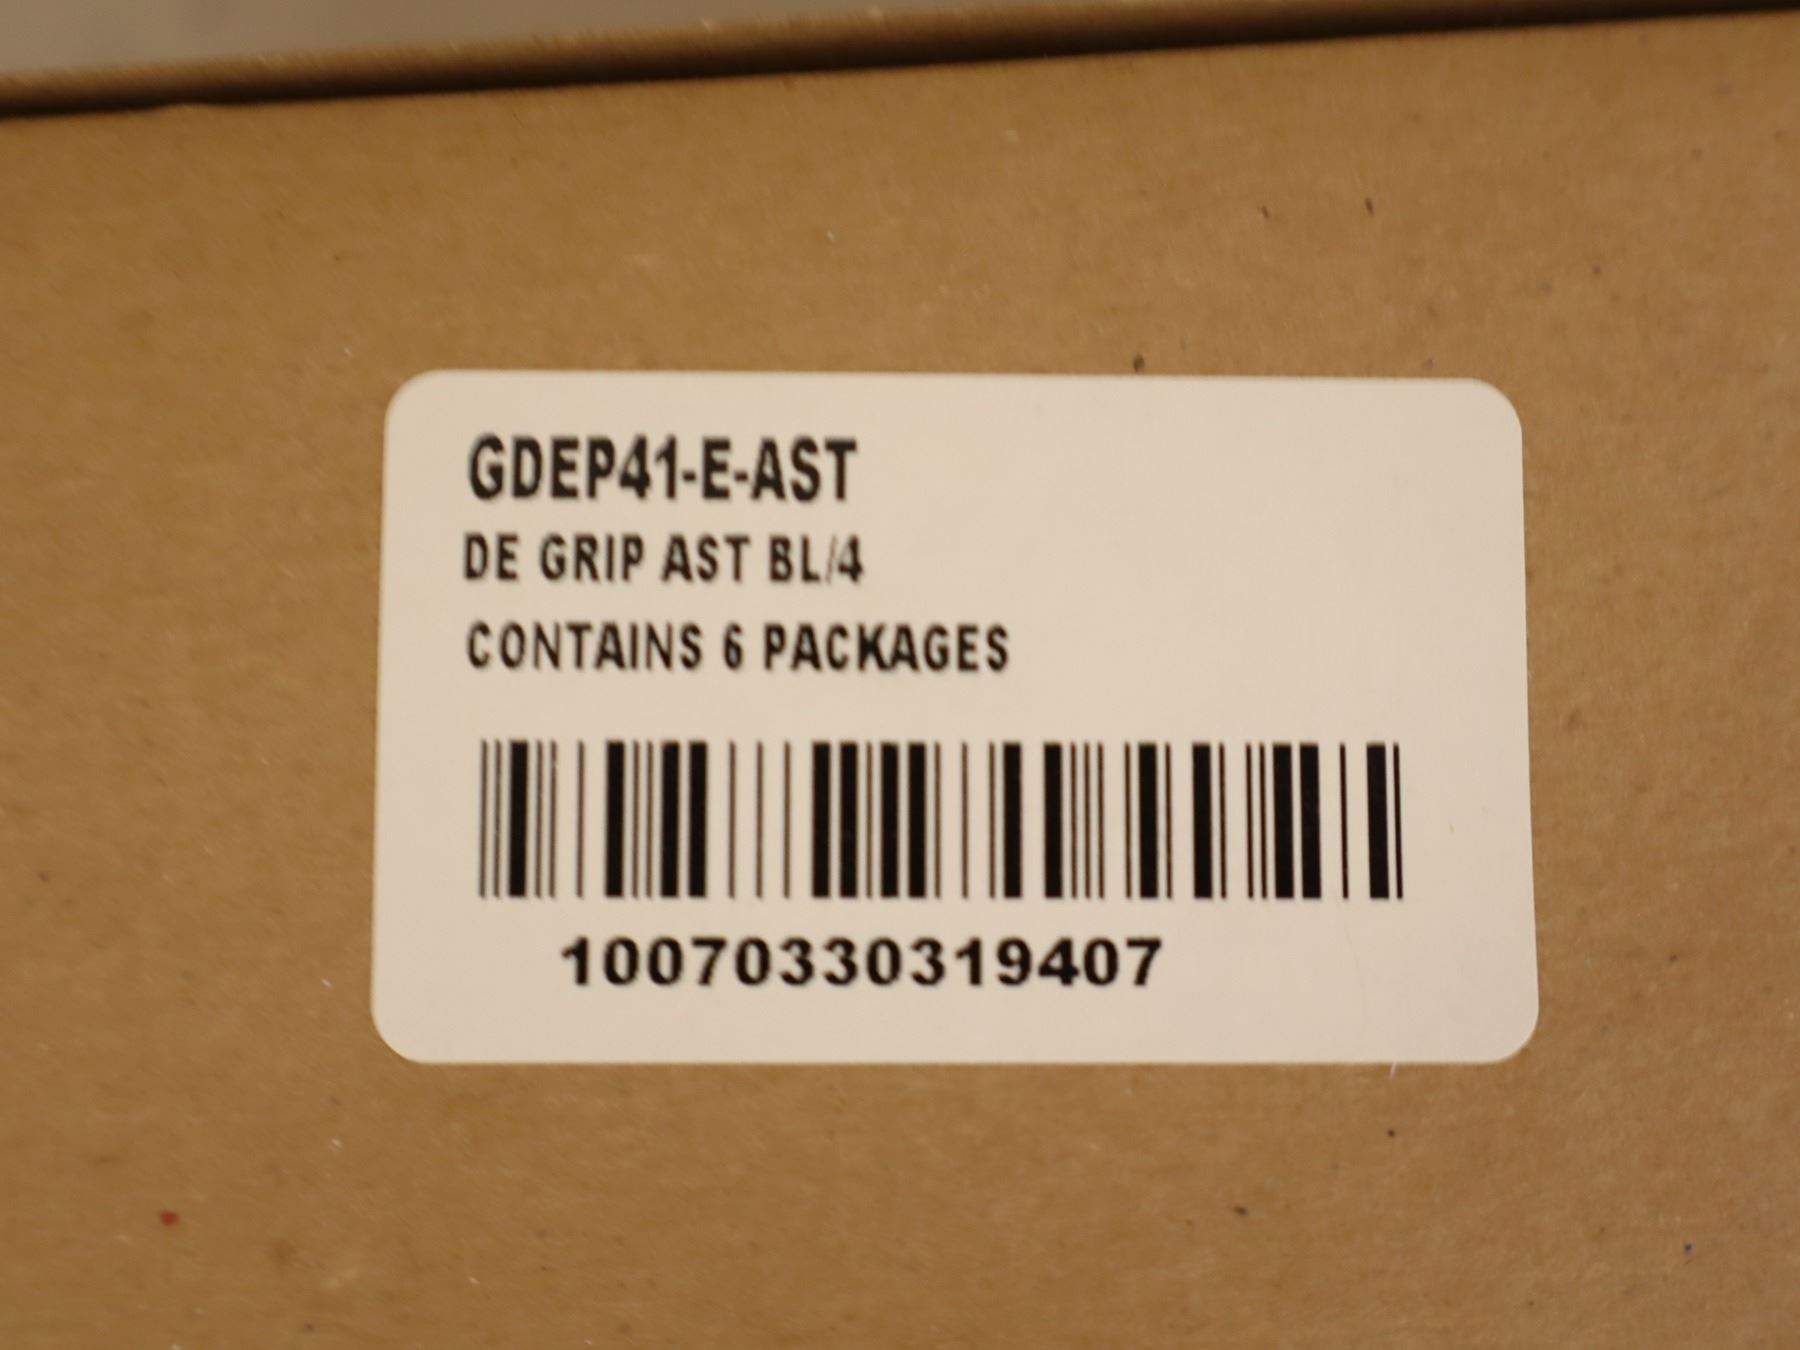 GDEP41-E-AST
DE GRIP AST BL/4
CONTAINS 6 PACKAGES
10070330319407